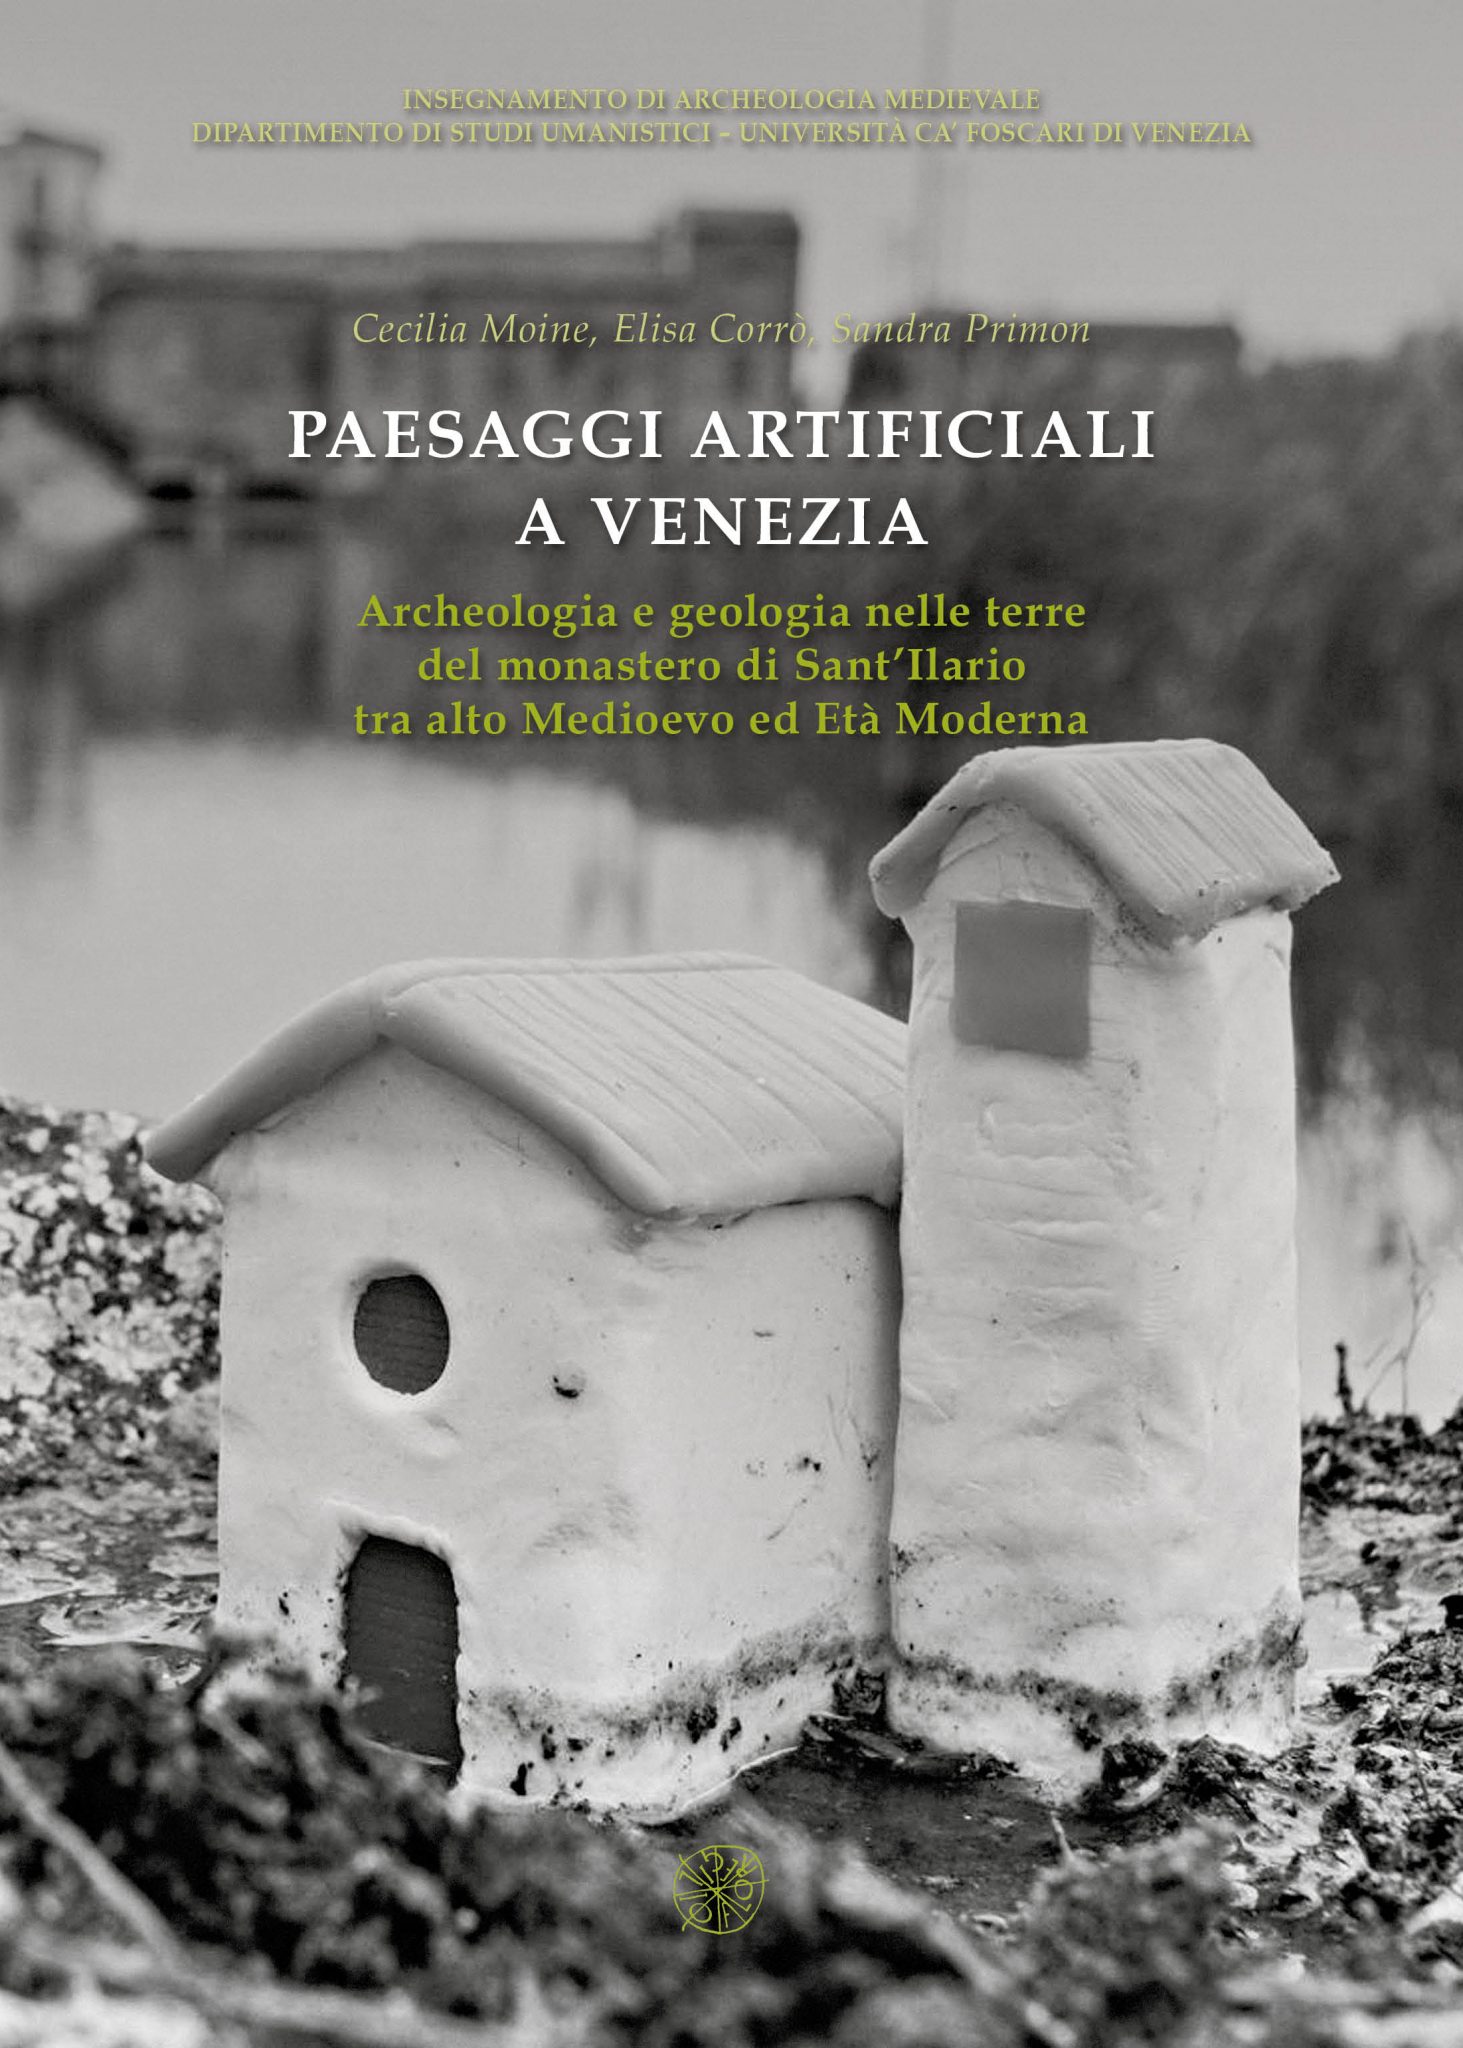 INSEGNAMENTO DI ARCHEOLOGIA MEDIEVALE
DIPARTIMENTO DI STUDI UMANISTICI – UNIVERSITÀ CA’ FOSCARI DI VENEZIA
Cecilia Moine, Elisa Corrò, Sandra Primon
PAESAGGI ARTIFICIALI
A VENEZIA
Archeologia e geologia nelle terre
del monastero di Sant’Ilario
tra alto Medioevo ed Età Moderna